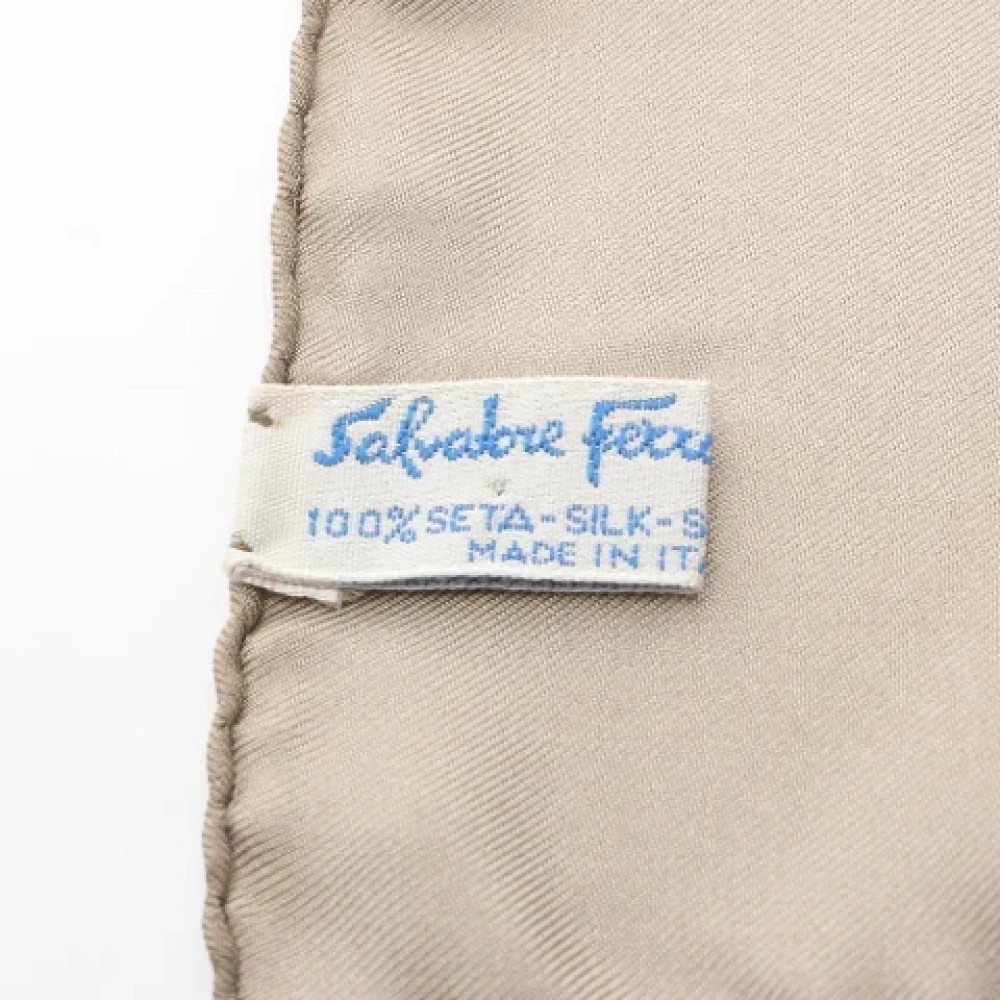 Salvatore Ferra
100% SETA-SILK-S
MADE IN ITA